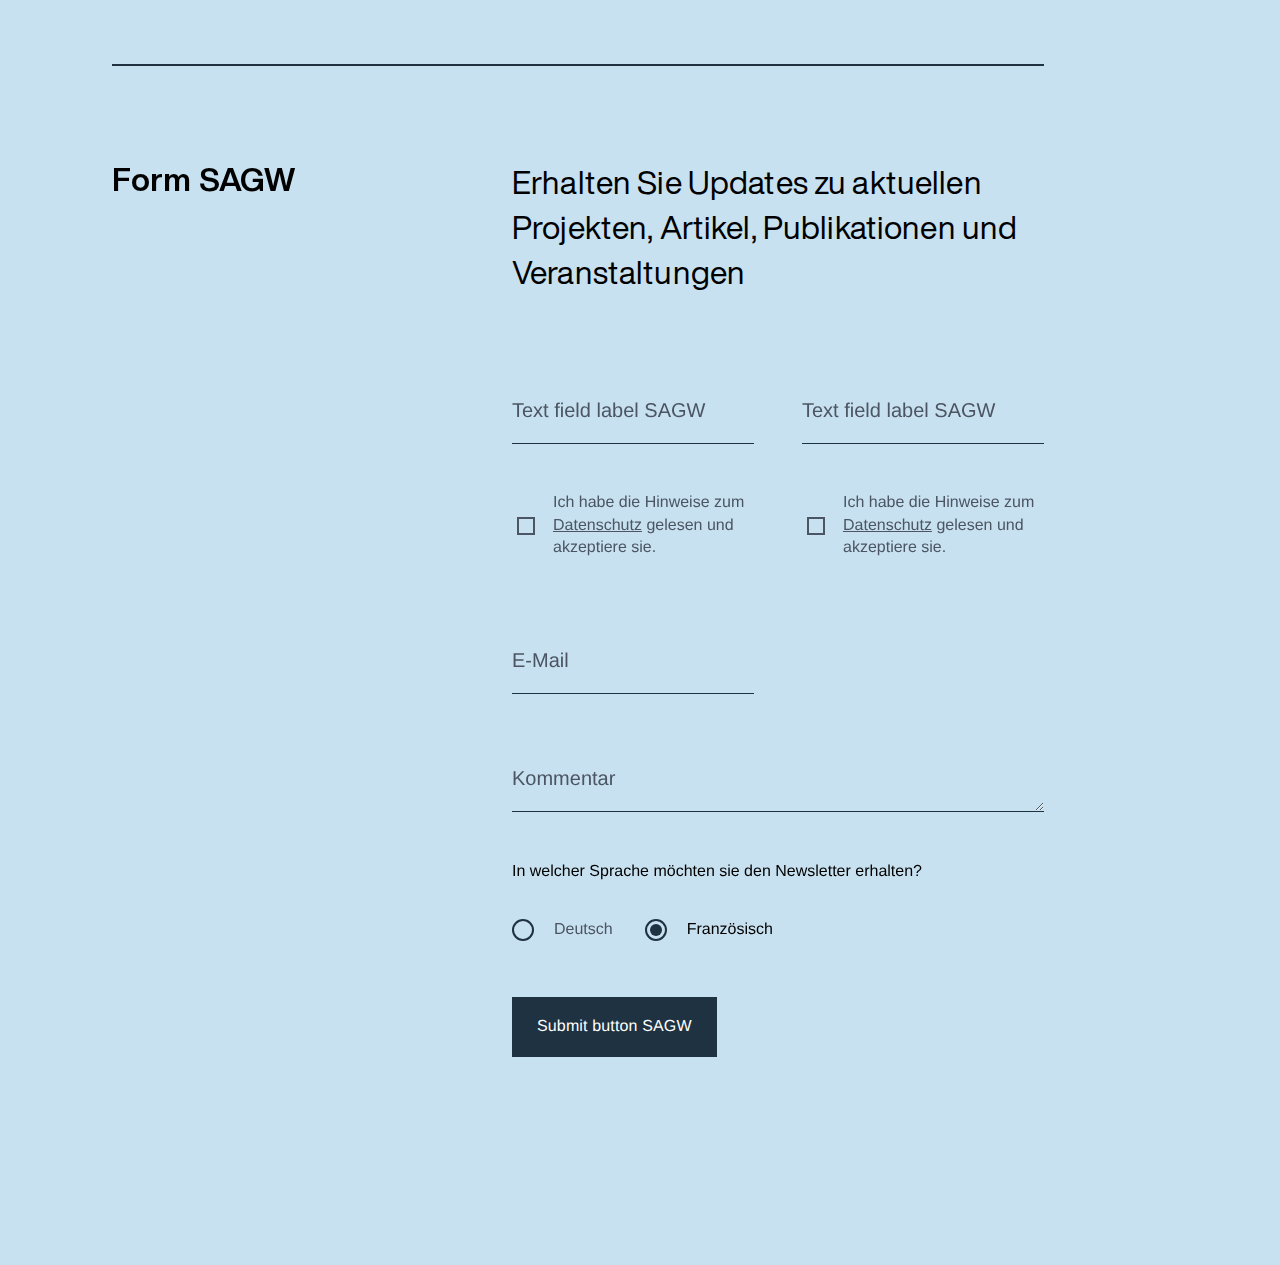 Form SAGW
Erhalten Sie Updates zu aktuellen
Projekten, Artikel, Publikationen und
Veranstaltungen
Text field label SAGW
Text field label SAGW
Ich habe die Hinweise zum
Datenschutz gelesen und
akzeptiere sie.
Ich habe die Hinweise zum
Datenschutz gelesen und
akzeptiere sie.
E-Mail
Kommentar
In welcher Sprache möchten sie den Newsletter erhalten?
Deutsch
Französisch
Submit button SAGW